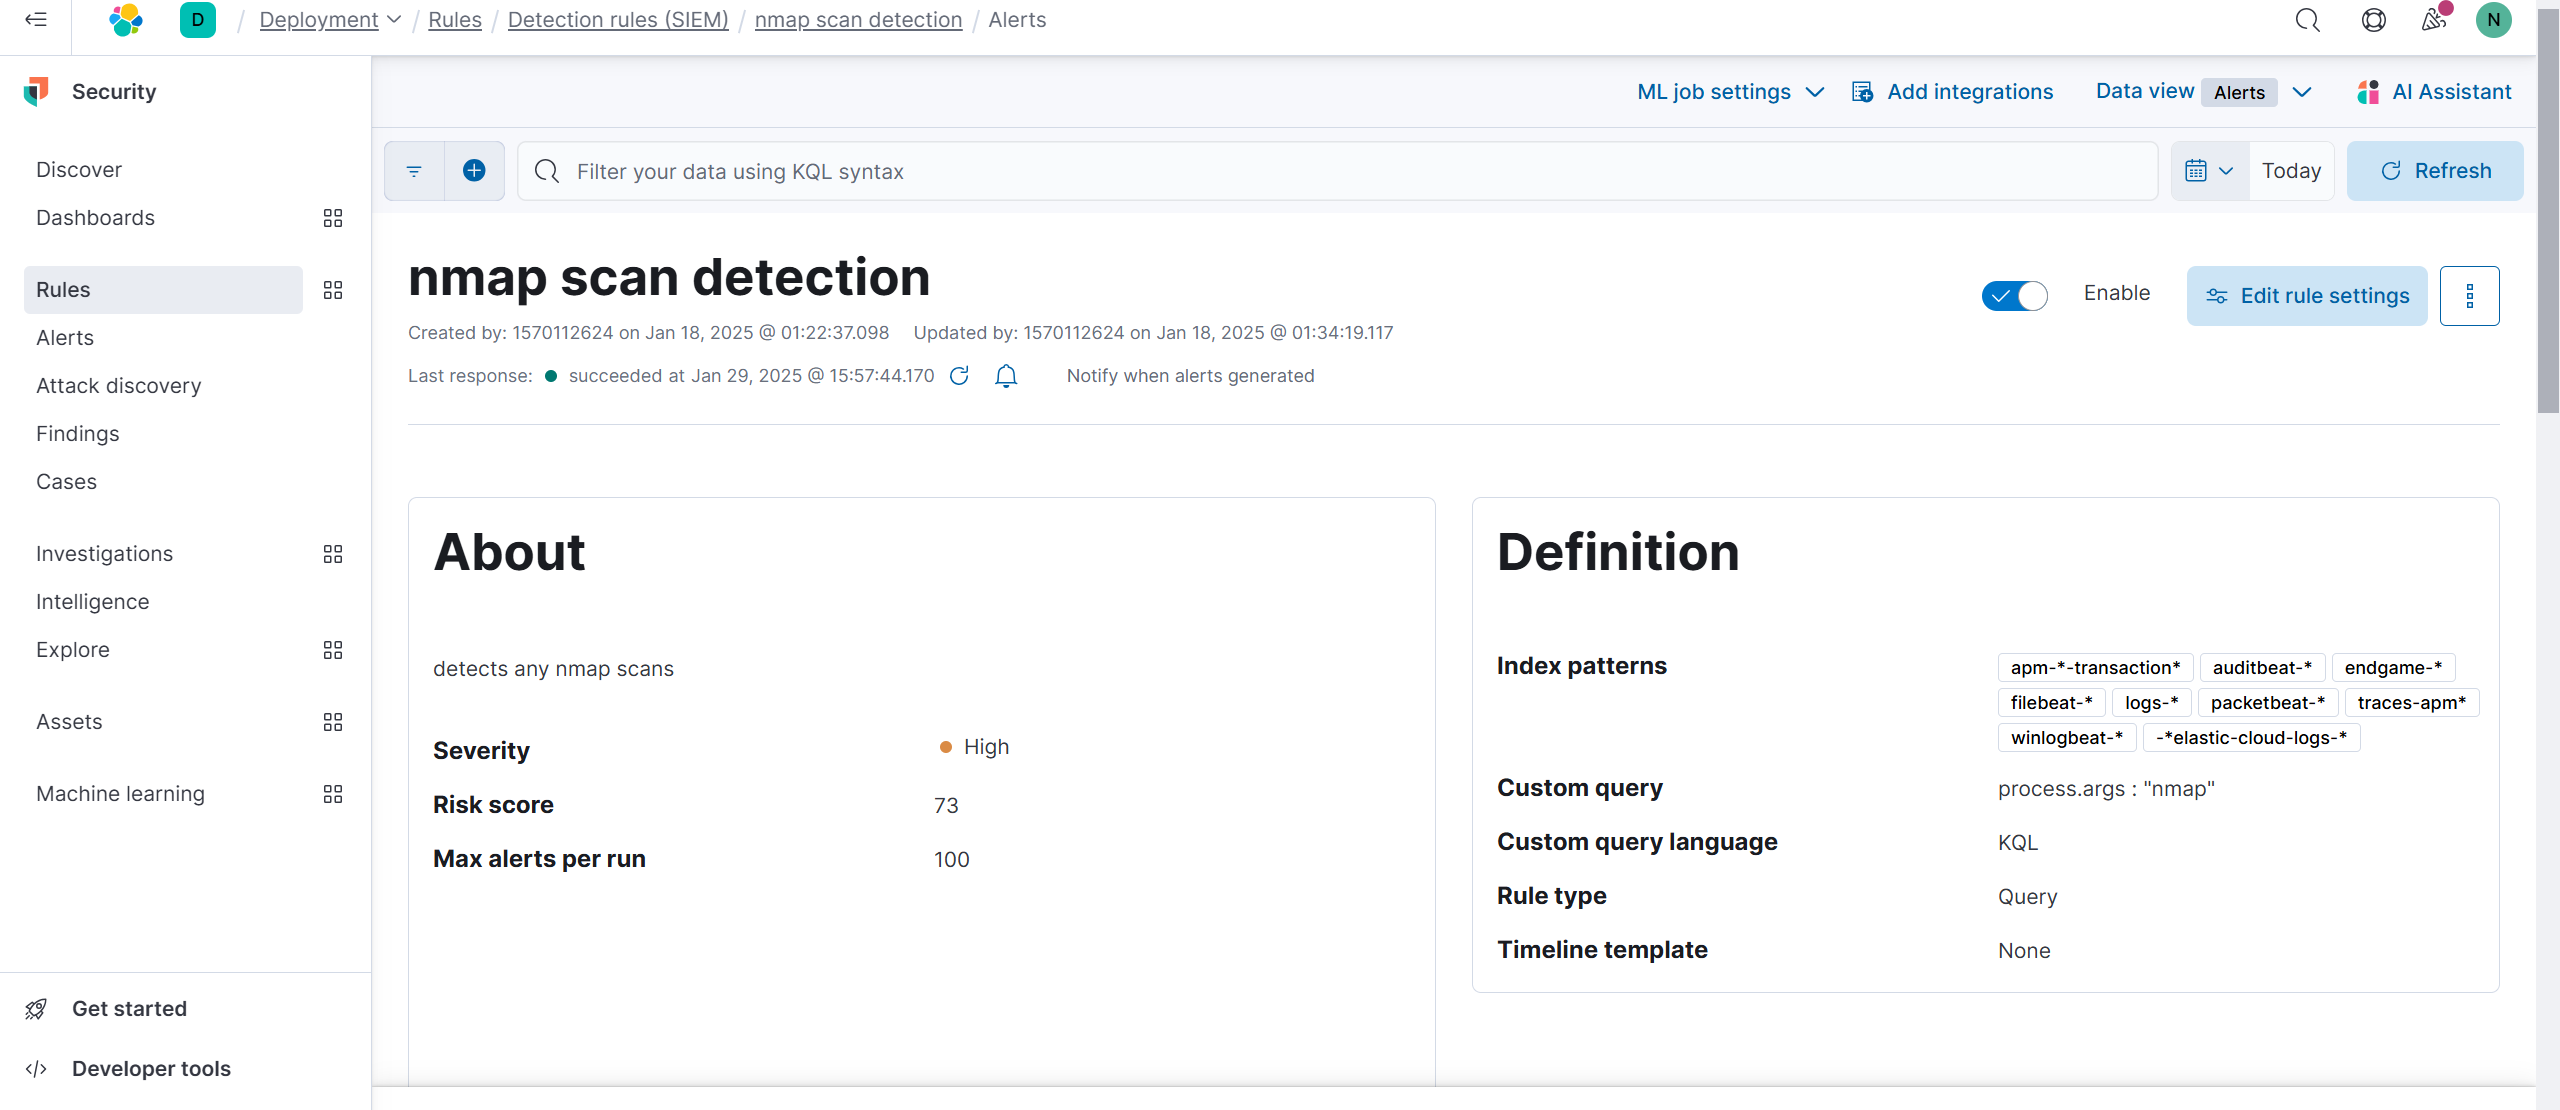 D / Deployment / Rules / Detection rules (SIEM) / nmap scan detection / Alerts N
Security
ML job settings Add integrations Data view Alerts AI Assistant
Discover
Dashboards
Rules
Alerts
Attack discovery
Findings
Cases
Investigations
Intelligence
Explore
Assets
Machine learning
Get started
Developer tools
Filter your data using KQL syntax Today Refresh
nmap scan detection
Enable Edit rule settings
Created by: 1570112624 on Jan 18, 2025 @ 01:22:37.098 Updated by: 1570112624 on Jan 18, 2025 @ 01:34:19.117
Last response: succeeded at Jan 29, 2025 @ 15:57:44.170 Notify when alerts generated
About
detects any nmap scans
Severity High
Risk score 73
Max alerts per run 100
Definition
Index patterns apm-*-transaction* auditbeat-* endgame-*
filebeat-* logs-* packetbeat-* traces-apm*
winlogbeat-* -*elastic-cloud-logs-*
Custom query process.args : "nmap"
Custom query language KQL
Rule type Query
Timeline template None